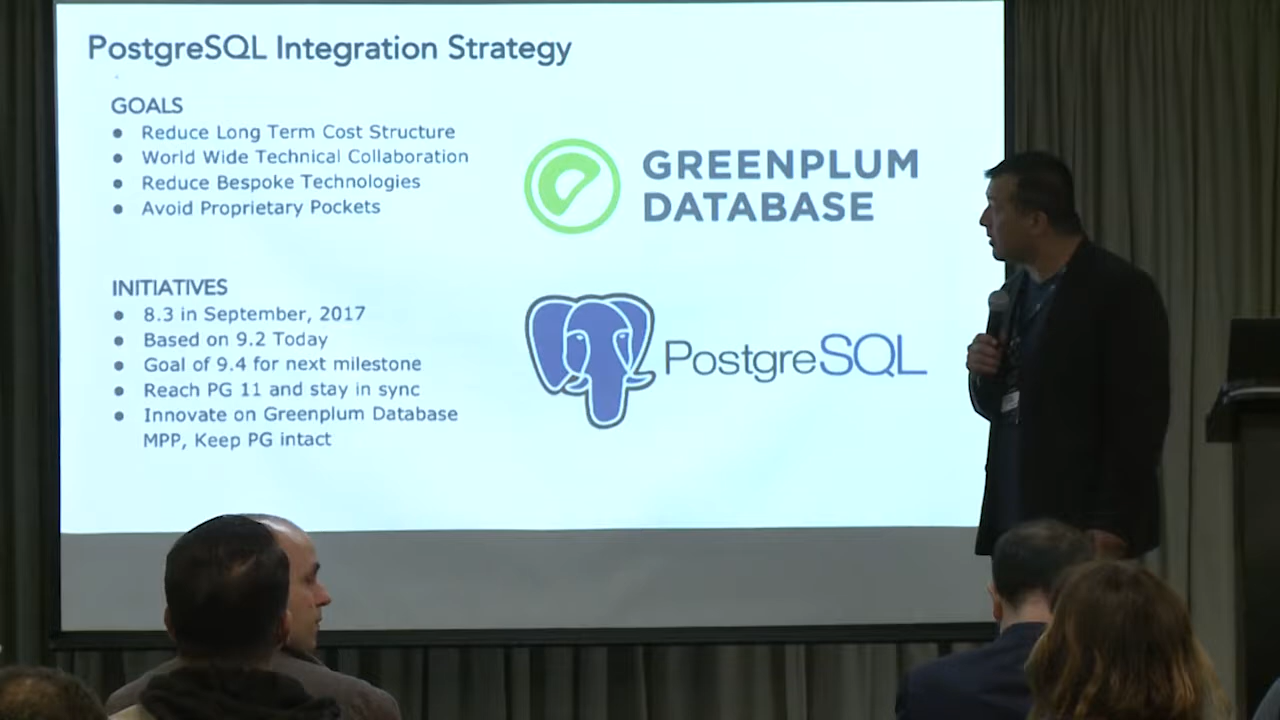 PostgreSQL Integration Strategy
GOALS
● Reduce Long Term Cost Structure
● World Wide Technical Collaboration
● Reduce Bespoke Technologies
● Avoid Proprietary Pockets
GREENPLUM
DATABASE
INITIATIVES
● 8.3 in September, 2017
● Based on 9.2 Today
● Goal of 9.4 for next milestone
● Reach PG 11 and stay in sync
● Innovate on Greenplum Database
MPP, Keep PG intact
PostgreSQL